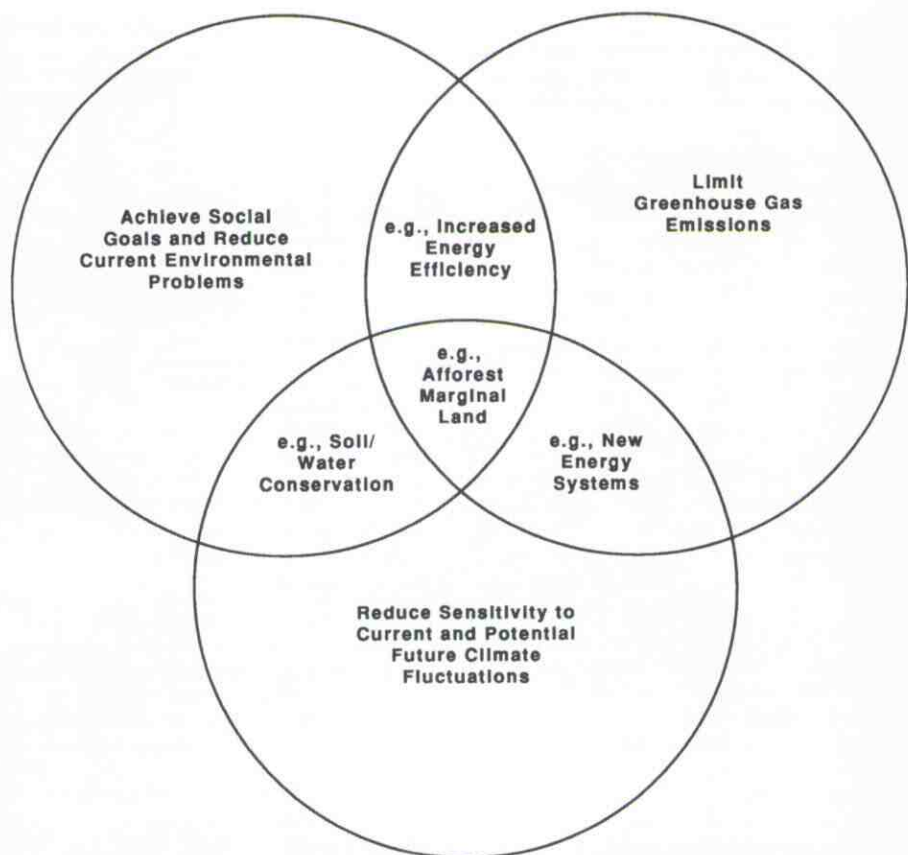 Achieve Social
Goals and Reduce
Current Environmental
Problems
e.g., Increased
Energy
Efficiency
Limit
Greenhouse Gas
Emissions
e.g.,
Afforest
Marginal
Land
e.g., Soil/
Water
Conservation
e.g., New
Energy
Systems
Reduce Sensitivity to
Current and Potential
Future Climate
Fluctuations